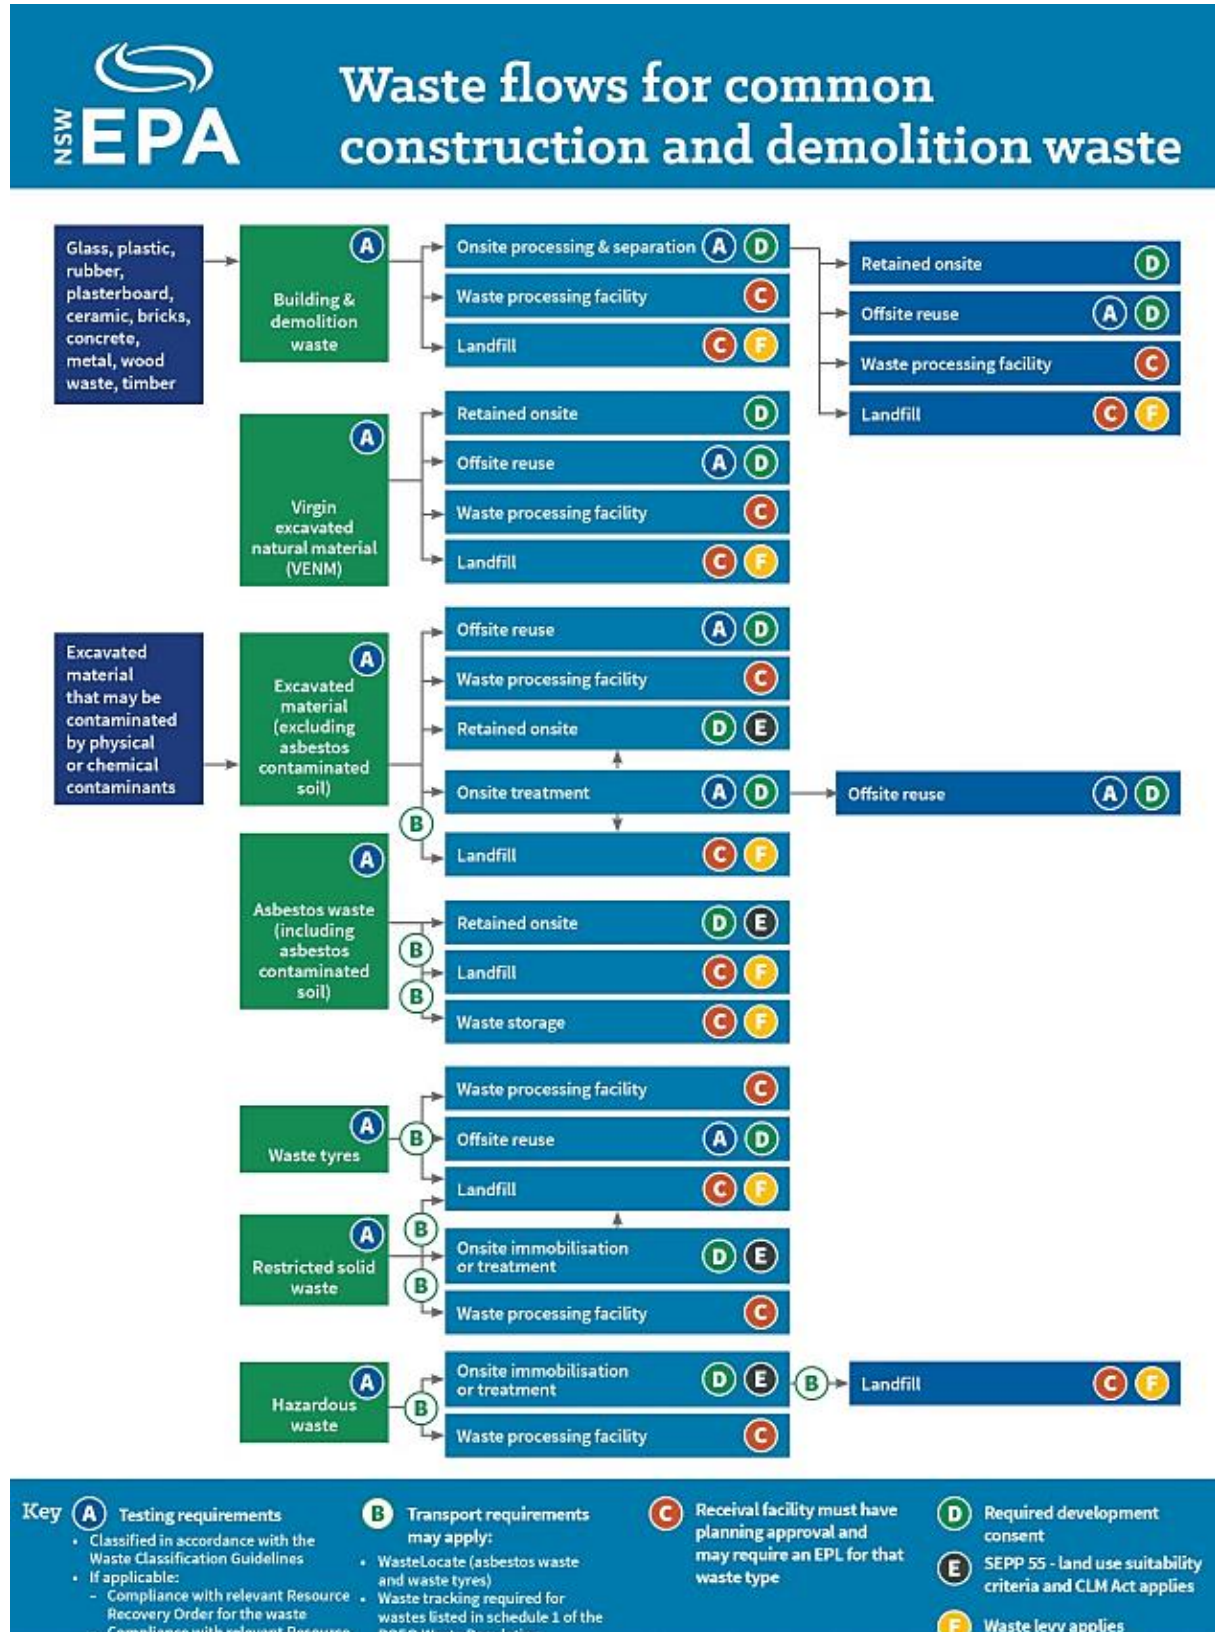 NSW
EPA
Waste flows for common
construction and demolition waste
Glass, plastic,
rubber,
plasterboard,
ceramic, bricks,
concrete,
metal, wood
waste, timber
A
Building &
demolition
waste
Onsite processing & separation A D
Waste processing facility C
Landfill C F
Retained onsite D
Offsite reuse A D
Waste processing facility C
Landfill C F
A
Virgin
excavated
natural material
(VENM)
Retained onsite D
Offsite reuse A D
Waste processing facility C
Landfill C F
Excavated
material
that may be
contaminated
by physical
or chemical
contaminants
A
Excavated
material
(excluding
asbestos
contaminated
soil)
B
Offsite reuse A D
Waste processing facility C
Retained onsite D E
Onsite treatment A D
Offsite reuse A D
Landfill C F
A
Asbestos waste
(including
asbestos
contaminated
soil)
B
B
Retained onsite D E
Landfill C F
Waste storage C F
A
Waste tyres
B
Waste processing facility C
Offsite reuse A D
Landfill C F
A
Restricted solid
waste
B
B
Onsite immobilisation
or treatment D E
Waste processing facility C
A
Hazardous
waste
B
Onsite immobilisation
or treatment D E
B
Landfill C F
Waste processing facility C
Key
A Testing requirements
• Classified in accordance with the
Waste Classification Guidelines
• If applicable:
– Compliance with relevant Resource
Recovery Order for the waste
– Compliance with relevant Resource
B Transport requirements
may apply:
• WasteLocate (asbestos waste
and waste tyres)
• Waste tracking required for
wastes listed in schedule 1 of the
C Receival facility must have
planning approval and
may require an EPL for that
waste type
D Required development
consent
E SEPP 55 - land use suitability
criteria and CLM Act applies
F Waste levy applies